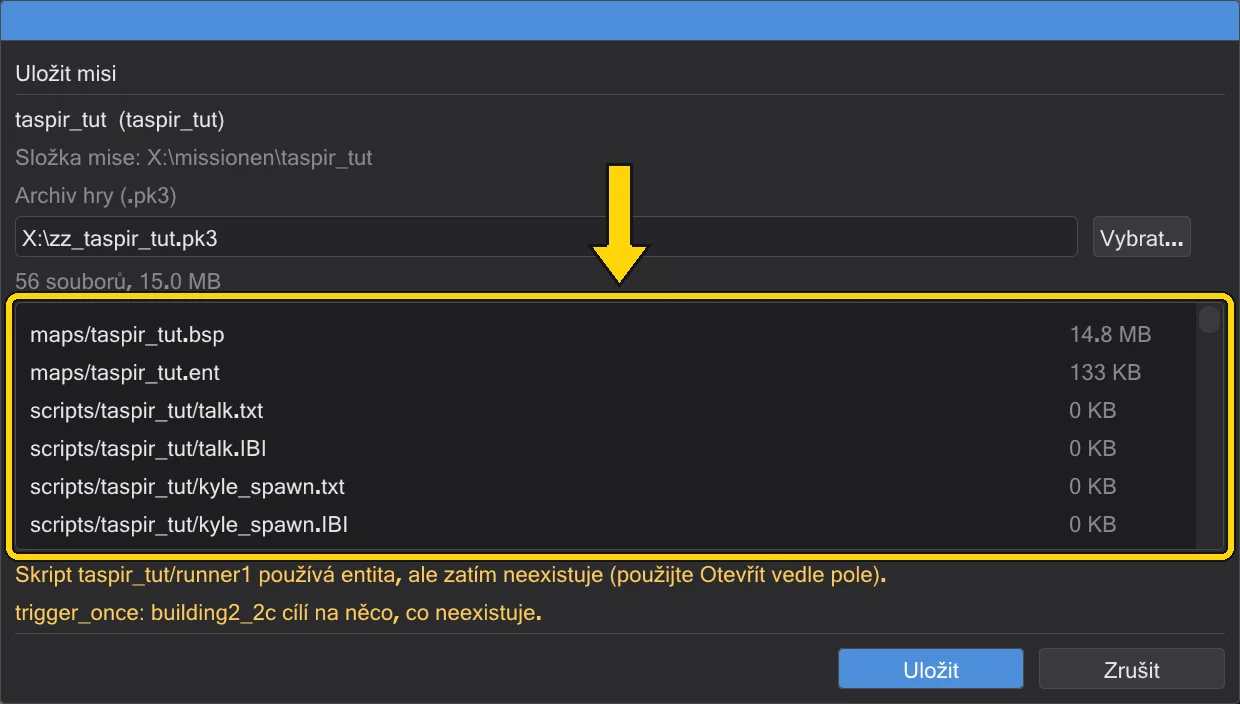 Uložit misi
taspir_tut (taspir_tut)
Složka mise: X:\missionen\taspir_tut
Archiv hry (.pk3)
X:\zz_taspir_tut.pk3 Vybrat...
56 souborů, 15.0 MB
maps/taspir_tut.bsp 14.8 MB
maps/taspir_tut.ent 133 KB
scripts/taspir_tut/talk.txt 0 KB
scripts/taspir_tut/talk.IBI 0 KB
scripts/taspir_tut/kyle_spawn.txt 0 KB
scripts/taspir_tut/kyle_spawn.IBI 0 KB
Skript taspir_tut/runner1 používá entita, ale zatím neexistuje (použijte Otevřít vedle pole).
trigger_once: building2_2c cílí na něco, co neexistuje.
Uložit Zrušit